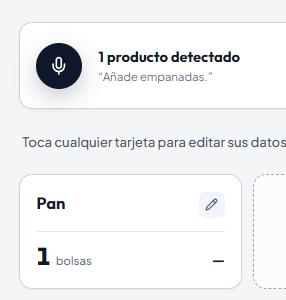 1 producto detectado
“Añade empanadas.”
Toca cualquier tarjeta para editar sus datos
Pan
1 bolsas –